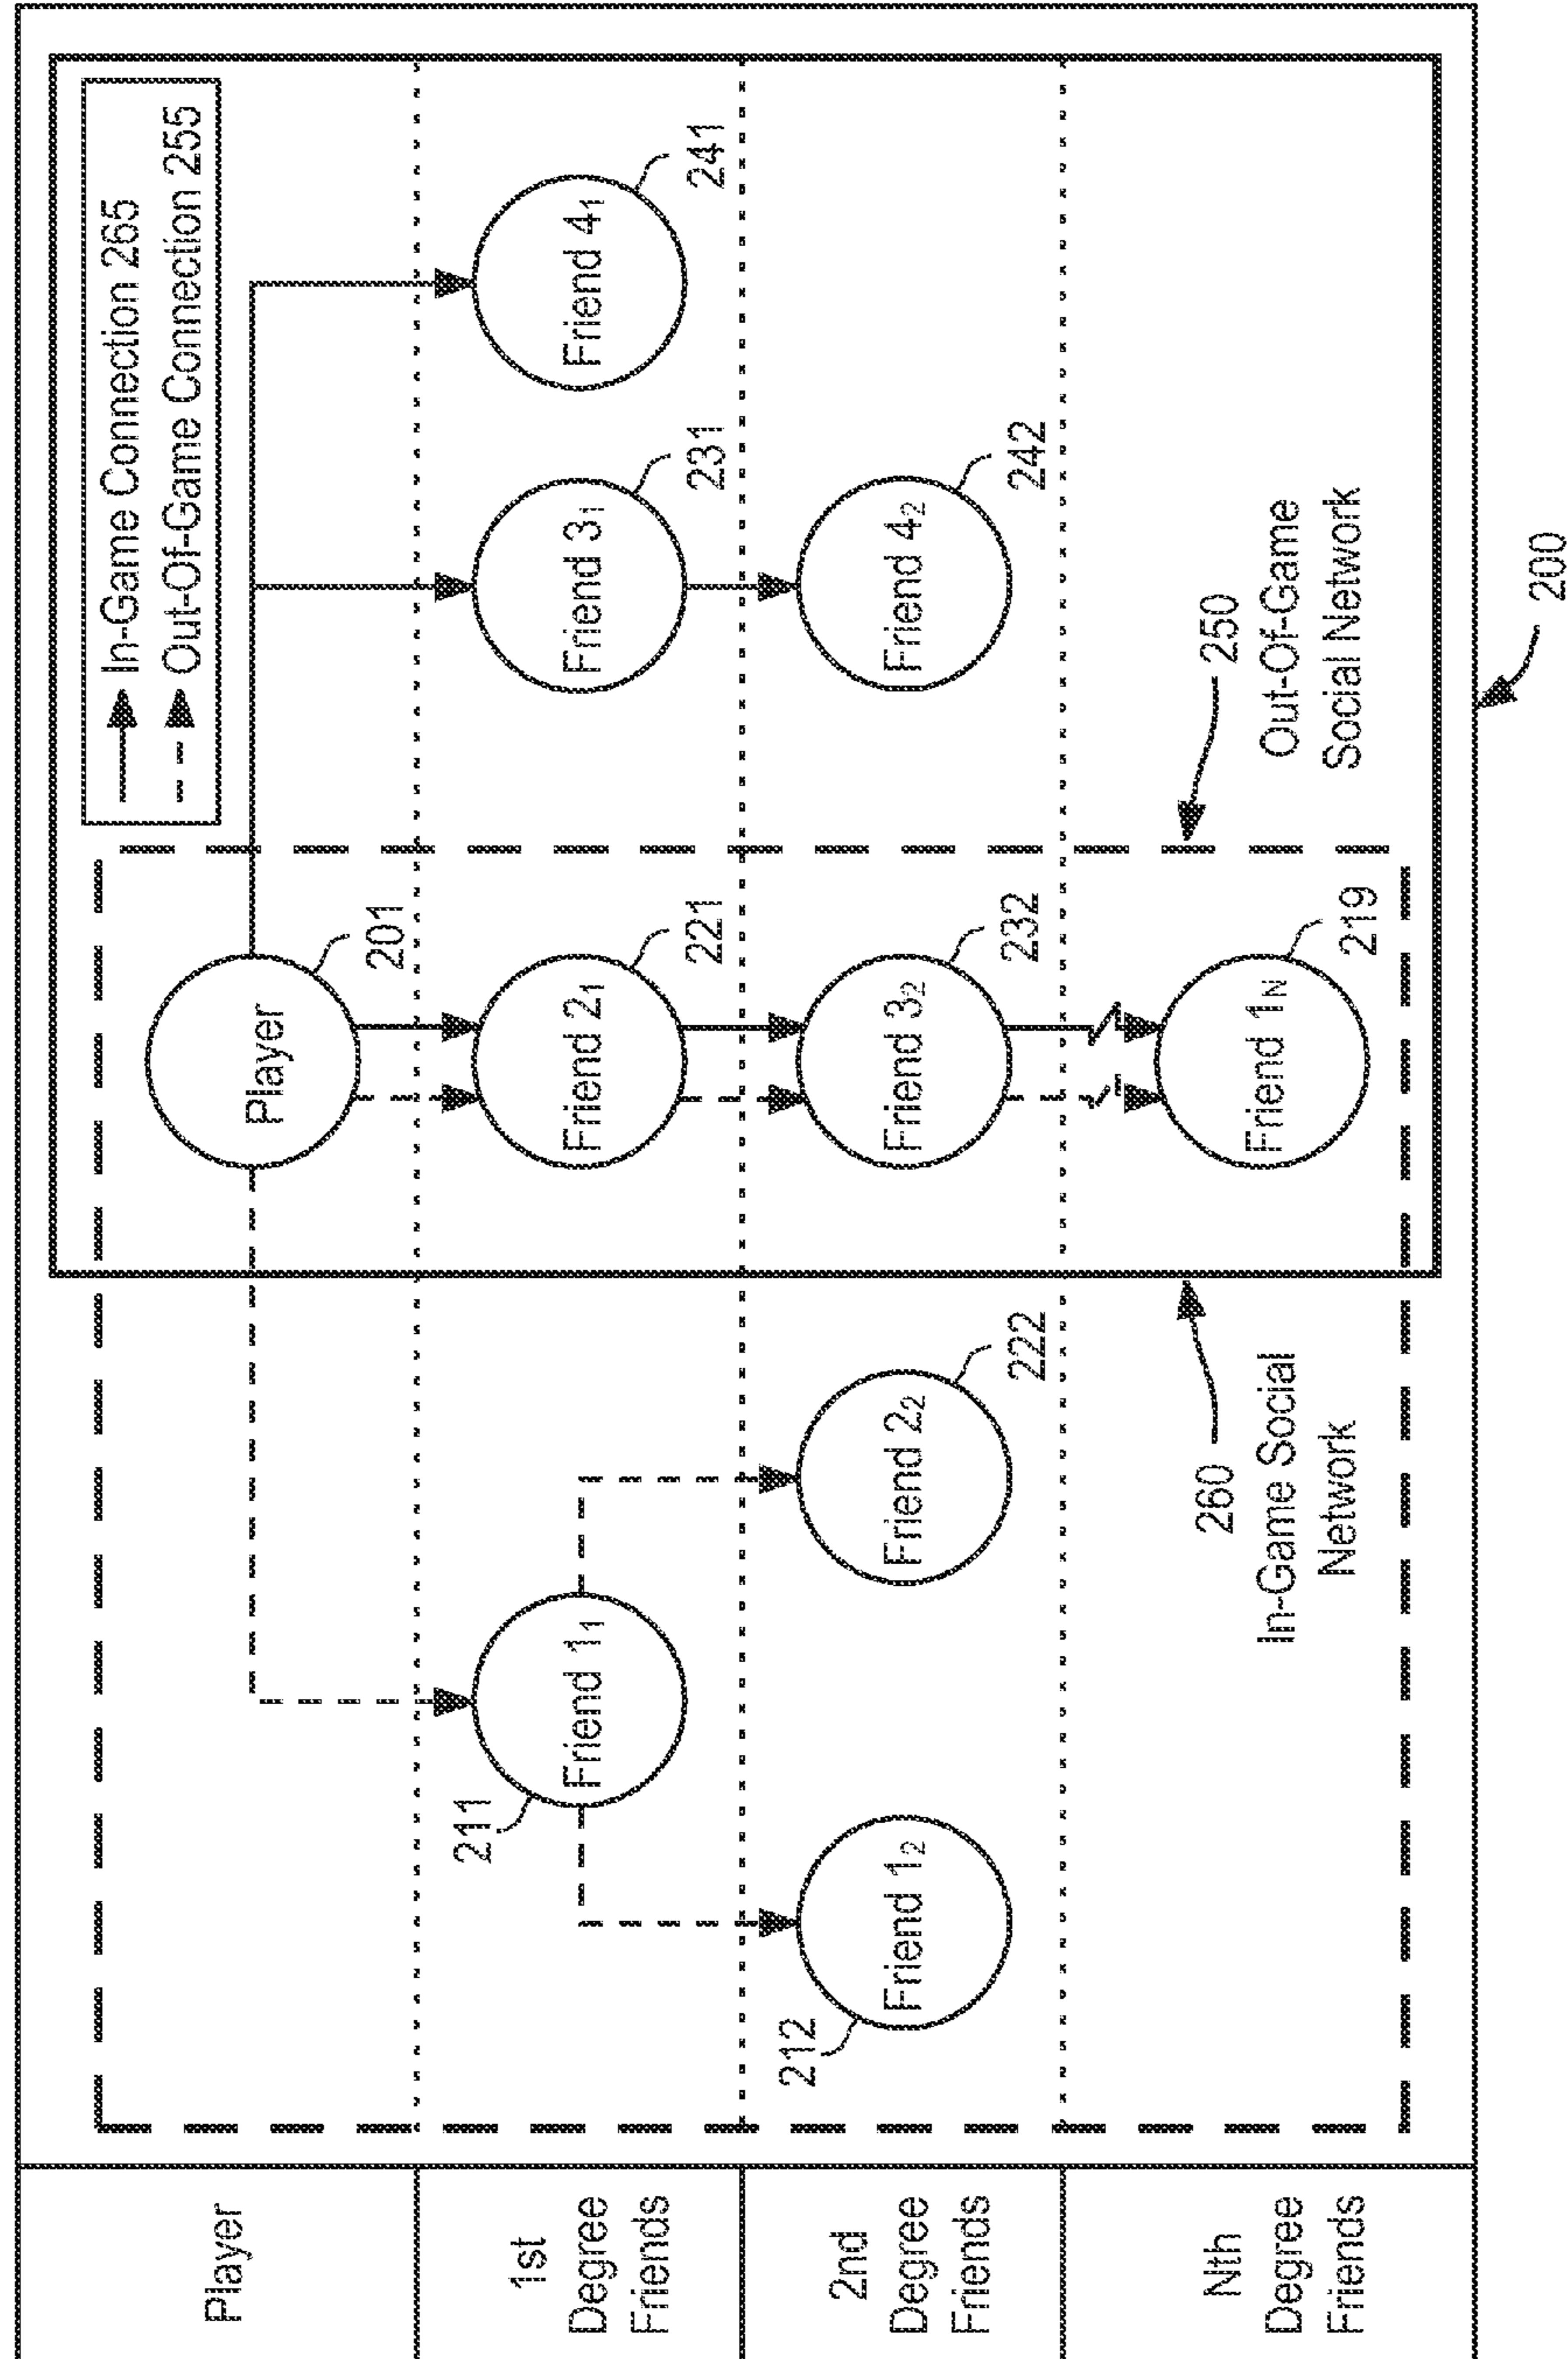 Player
1st
Degree
Friends
2nd
Degree
Friends
Nth
Degree
Friends
In-Game Connection 265
Out-Of-Game Connection 255
Player
201
211
Friend 1₁
Friend 2₁
221
Friend 3₁
231
Friend 4₁
241
212
Friend 1₂
Friend 2₂
222
Friend 3₂
232
Friend 4₂
242
260
In-Game Social
Network
Friend 1N
219
250
Out-Of-Game
Social Network
200